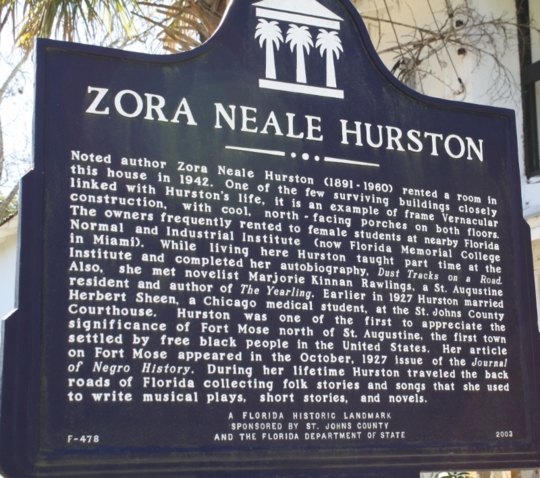 ZORA NEALE HURSTON
Noted author Zora Neale Hurston (1891-1960) rented a room in
this house in 1942. One of the few surviving buildings closely
linked with Hurston's life, it is an example of frame Vernacular
construction, with cool, north-facing porches on both floors.
The owners frequently rented to female students at nearby Florida
Normal and Industrial Institute (now Florida Memorial College
in Miami). While living here Hurston taught part time at the
Institute and completed her autobiography, Dust Tracks on a Road.
Also, she met novelist Marjorie Kinnan Rawlings, a St. Augustine
resident and author of The Yearling. Earlier in 1927 Hurston married
Herbert Sheen, a Chicago medical student, at the St. Johns County
Courthouse. Hurston was one of the first to appreciate the
significance of Fort Mose north of St. Augustine, the first town
settled by free black people in the United States. Her article
on Fort Mose appeared in the October, 1927 issue of the Journal
of Negro History. During her lifetime Hurston traveled the back
roads of Florida collecting folk stories and songs that she used
to write musical plays, short stories, and novels.
A FLORIDA HISTORIC LANDMARK
SPONSORED BY ST. JOHNS COUNTY
F-478 AND THE FLORIDA DEPARTMENT OF STATE 2003